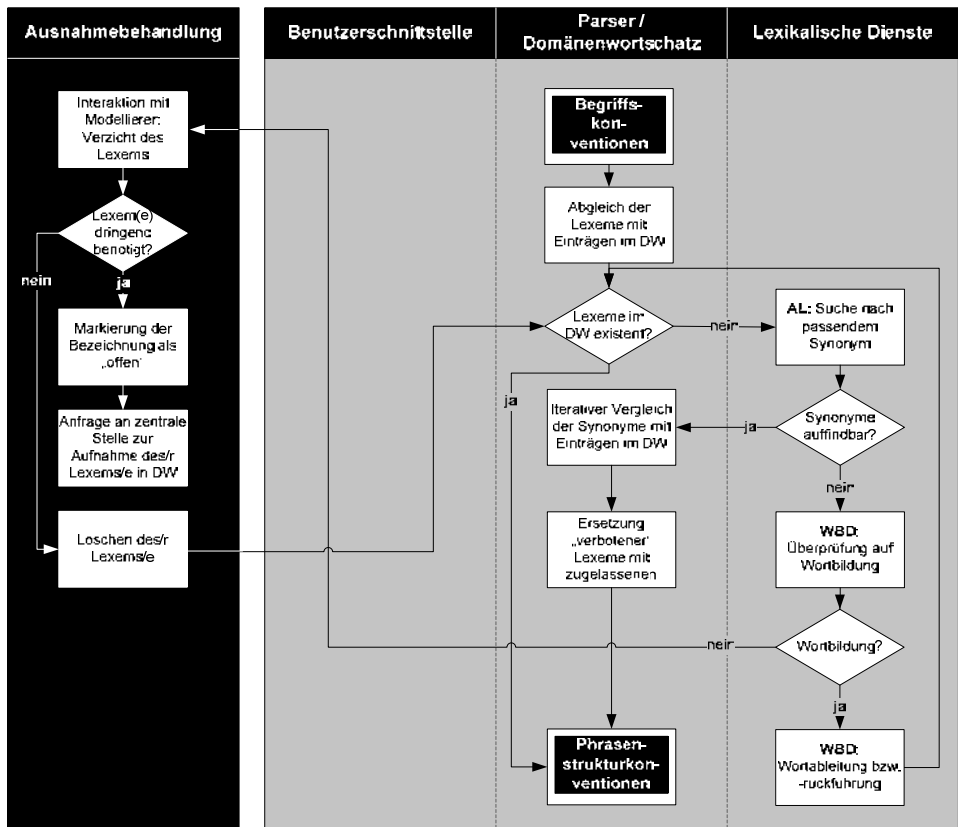 Ausnahmebehandlung
Interaktion mit
Modellierer:
Verzicht des
Lexems
Lexem(e)
dringend
benötigt?
nein
ja
Markierung der
Bezeichnung als
„offen“
Anfrage an zentrale
Stelle zur
Aufnahme des/r
Lexems/e in DW
Löschen des/r
Lexems/e
Benutzerschnittstelle
Parser /
Domänenwortschatz
Begriffs-
kon-
ventionen
Abgleich der
Lexeme mit
Einträgen im DW
Lexeme im
DW existent?
nein
ja
Iterativer Vergleich
der Synonyme mit
Einträgen im DW
Ersetzung
„verbotener“
Lexeme mit
zugelassenen
nein
Phrasen-
strukturkon-
ventionen
Lexikalische Dienste
AL: Suche nach
passendem
Synonym
Synonyme
auffindbar?
ja
nein
WBD:
Überprüfung auf
Wortbildung
Wortbildung?
ja
WBD:
Wortableitung bzw.
-rückführung